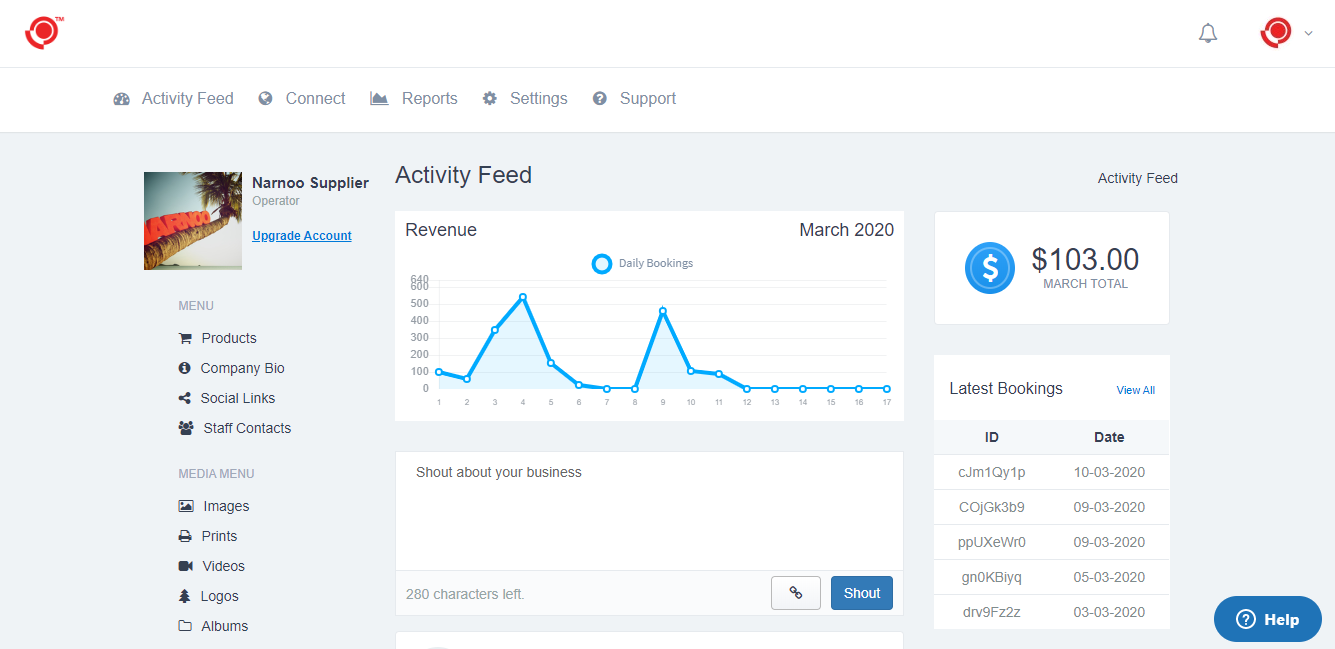 TM
Activity Feed
Connect
Reports
Settings
Support
NARNOO
Narnoo Supplier
Operator
Upgrade Account
MENU
Products
Company Bio
Social Links
Staff Contacts
MEDIA MENU
Images
Prints
Videos
Logos
Albums
Activity Feed
Activity Feed
Revenue
March 2020
Daily Bookings
640
600
500
400
300
200
100
0
1 2 3 4 5 6 7 8 9 10 11 12 13 14 15 16 17
Shout about your business
280 characters left.
Shout
$103.00
MARCH TOTAL
Latest Bookings
View All
ID Date
cJm1Qy1p 10-03-2020
COjGk3b9 09-03-2020
ppUXeWr0 09-03-2020
gn0KBiyq 05-03-2020
drv9Fz2z 03-03-2020
Help